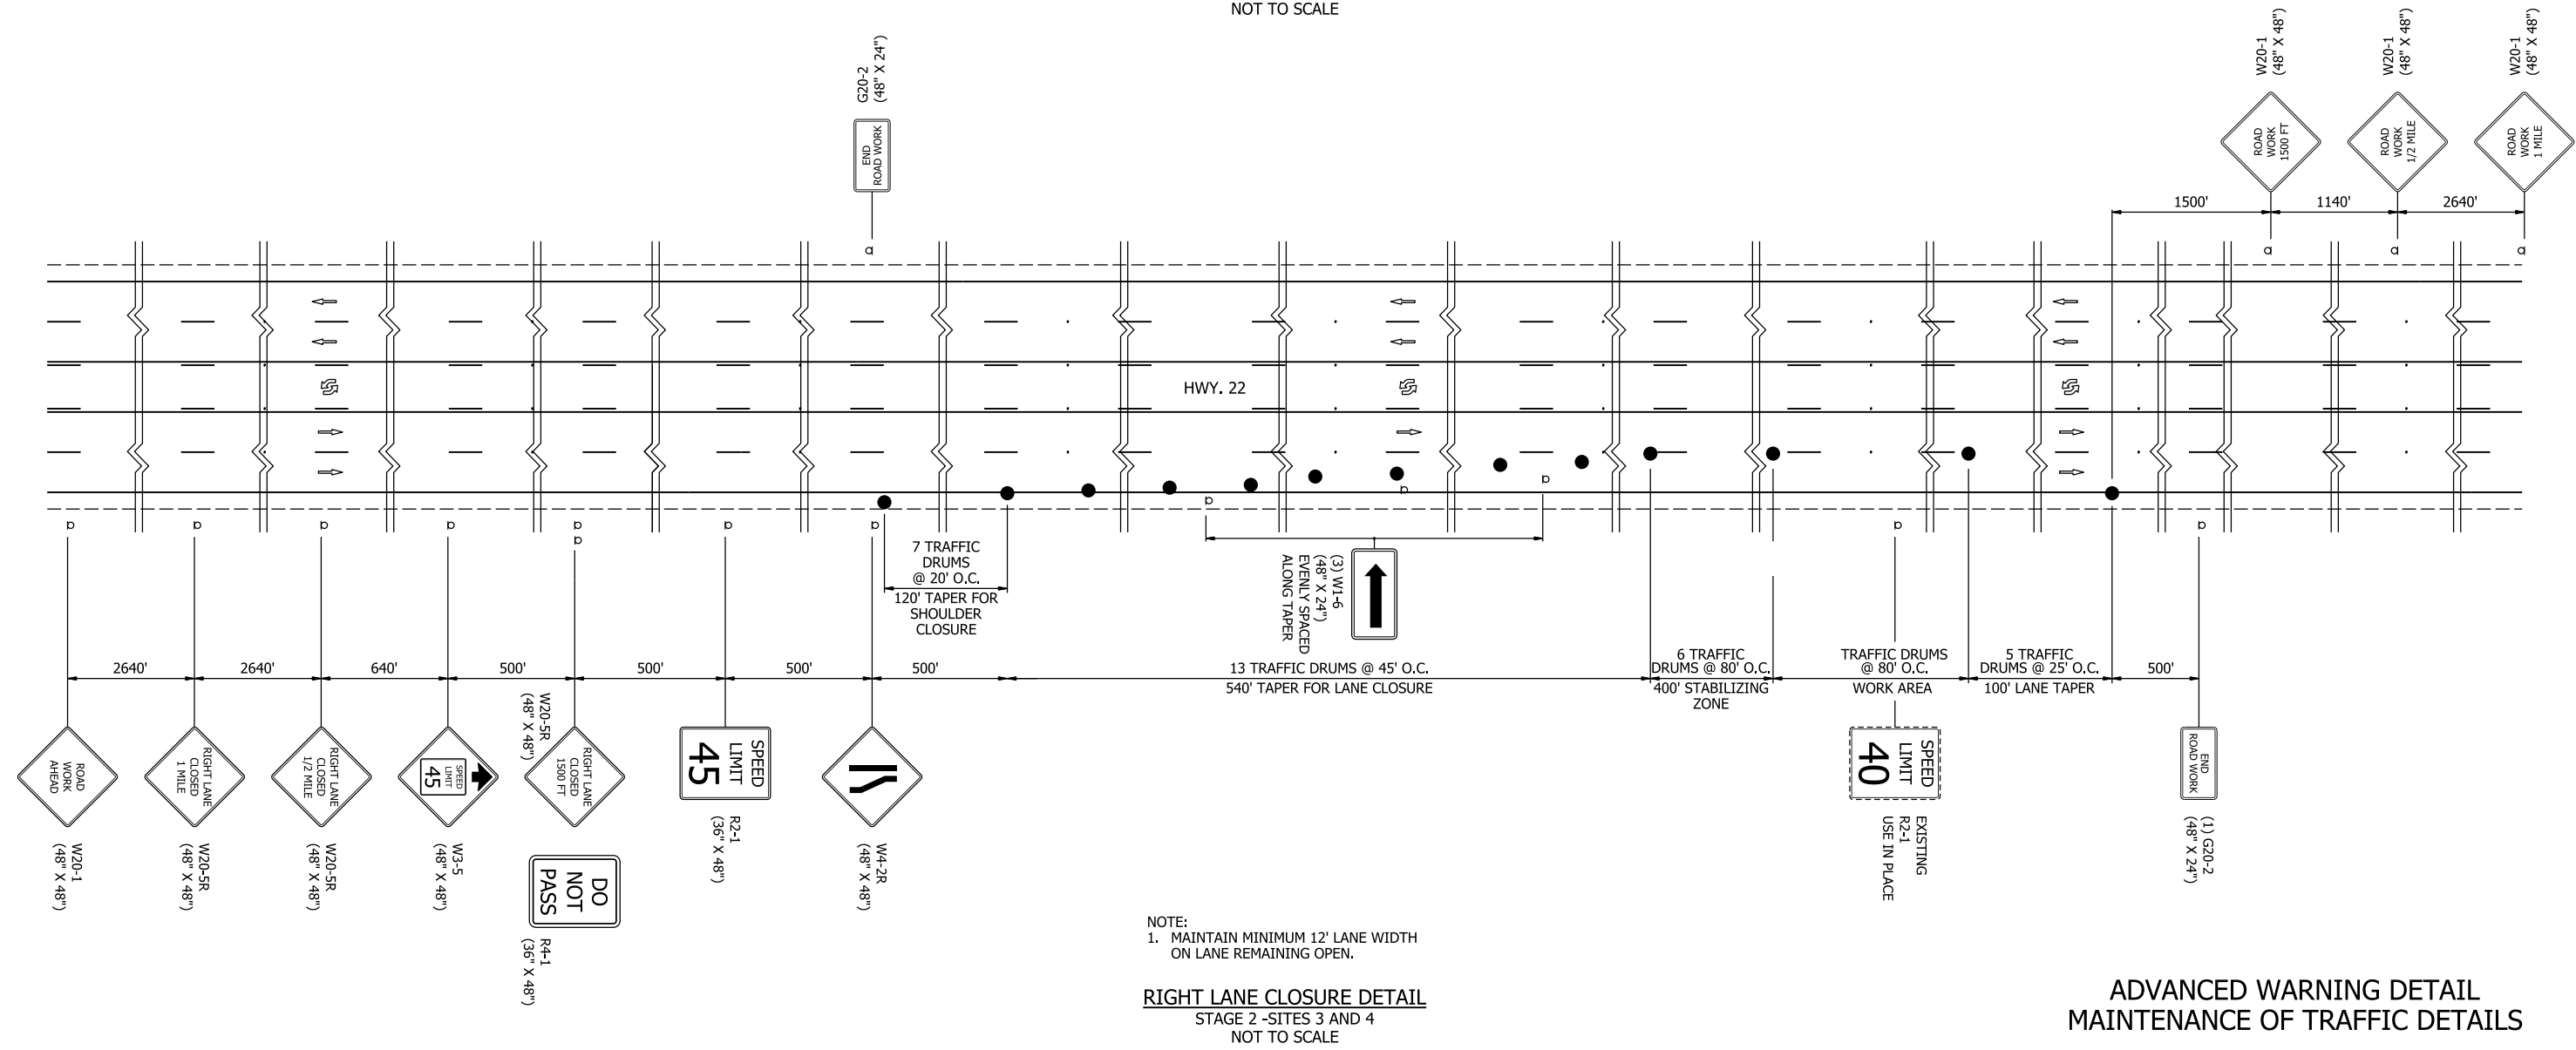 NOT TO SCALE
G20-2
(48" X 24")
END
ROAD WORK
W20-1
(48" X 48")
W20-1
(48" X 48")
W20-1
(48" X 48")
ROAD
WORK
1500 FT
ROAD
WORK
1/2 MILE
ROAD
WORK
1 MILE
1500'
1140'
2640'
HWY. 22
7 TRAFFIC
DRUMS
@ 20' O.C.
120' TAPER FOR
SHOULDER
CLOSURE
(3) W1-6
(48" X 24")
EVENLY SPACED
ALONG TAPER
2640'
2640'
640'
500'
500'
500'
500'
13 TRAFFIC DRUMS @ 45' O.C.
540' TAPER FOR LANE CLOSURE
6 TRAFFIC
DRUMS @ 80' O.C.
400' STABILIZING
ZONE
TRAFFIC DRUMS
@ 80' O.C.
WORK AREA
5 TRAFFIC
DRUMS @ 25' O.C.
100' LANE TAPER
500'
ROAD
WORK
AHEAD
W20-1
(48" X 48")
RIGHT LANE
CLOSED
1 MILE
W20-5R
(48" X 48")
RIGHT LANE
CLOSED
1/2 MILE
W20-5R
(48" X 48")
SPEED
LIMIT
45
W3-5
(48" X 48")
W20-5R
(48" X 48")
RIGHT LANE
CLOSED
1500 FT
DO
NOT
PASS
R4-1
(36" X 48")
SPEED
LIMIT
45
R2-1
(36" X 48")
W4-2R
(48" X 48")
SPEED
LIMIT
40
EXISTING
R2-1
USE IN PLACE
END
ROAD WORK
(1) G20-2
(48" X 24")
NOTE:
1. MAINTAIN MINIMUM 12' LANE WIDTH
ON LANE REMAINING OPEN.
RIGHT LANE CLOSURE DETAIL
STAGE 2 -SITES 3 AND 4
NOT TO SCALE
ADVANCED WARNING DETAIL
MAINTENANCE OF TRAFFIC DETAILS